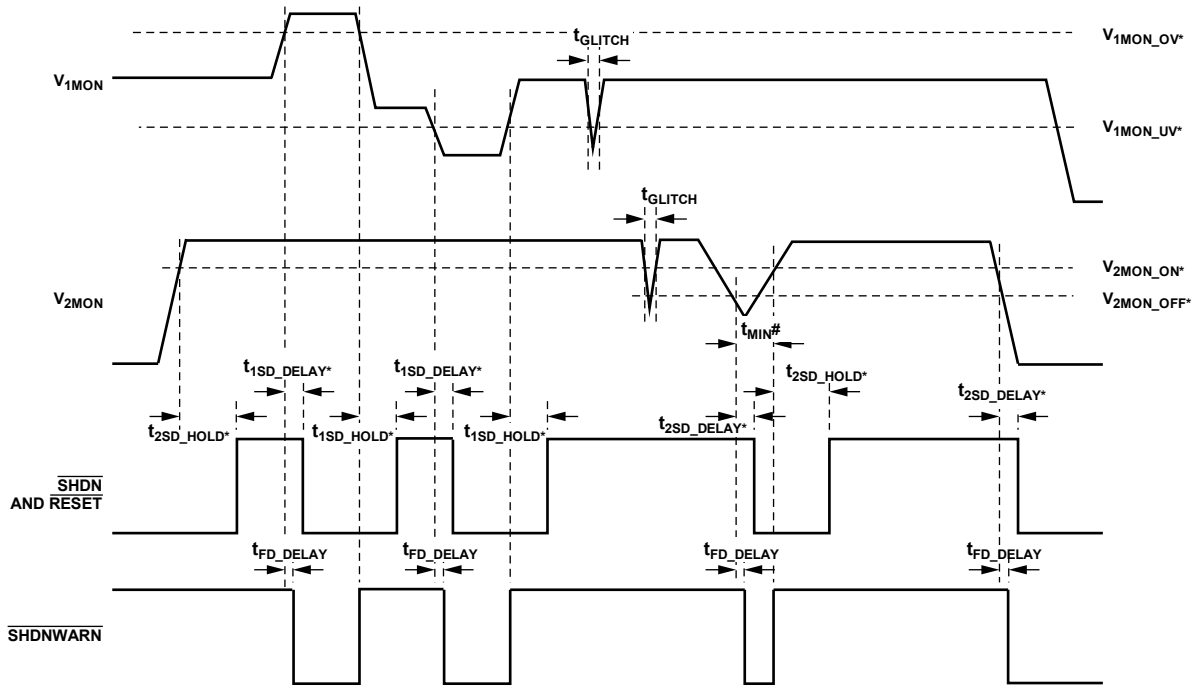 tGLITCH
V1MON_OV*
V1MON
V1MON_UV*
tGLITCH
V2MON_ON*
V2MON
V2MON_OFF*
tMIN#
t1SD_DELAY*
t1SD_DELAY*
t2SD_HOLD*
t2SD_DELAY*
t2SD_HOLD*
t1SD_HOLD*
t1SD_HOLD*
t2SD_DELAY*
SHDN
AND RESET
tFD_DELAY
tFD_DELAY
tFD_DELAY
tFD_DELAY
SHDNWARN